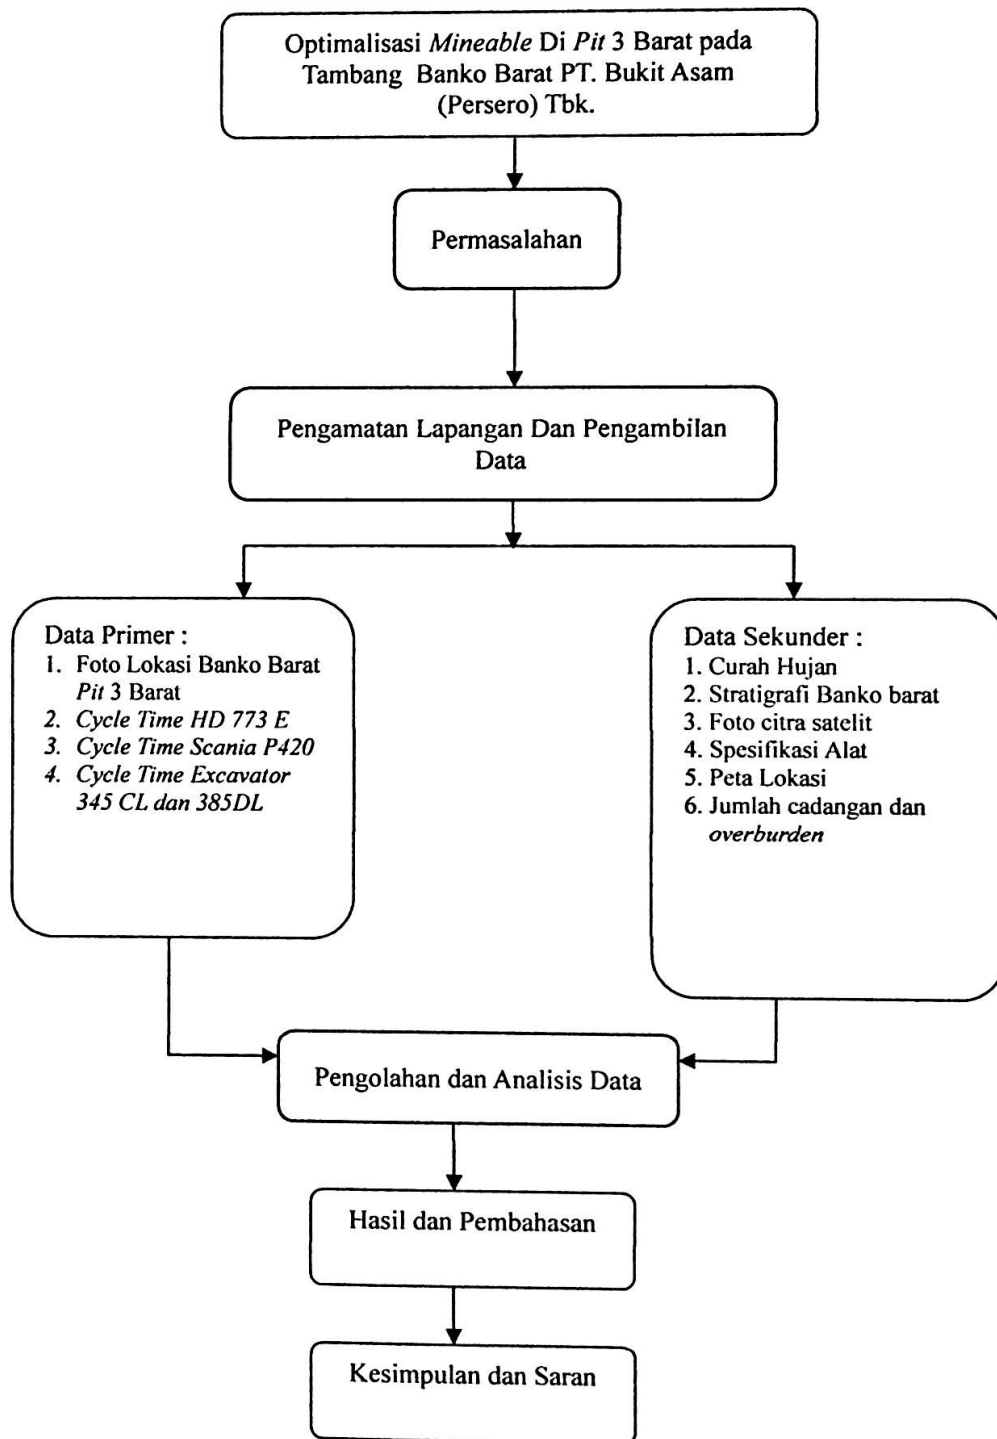 Optimalisasi Mineable Di Pit 3 Barat pada
Tambang Banko Barat PT. Bukit Asam
(Persero) Tbk.
Permasalahan
Pengamatan Lapangan Dan Pengambilan
Data
Data Primer :
1. Foto Lokasi Banko Barat
Pit 3 Barat
2. Cycle Time HD 773 E
3. Cycle Time Scania P420
4. Cycle Time Excavator
345 CL dan 385DL
Data Sekunder :
1. Curah Hujan
2. Stratigrafi Banko barat
3. Foto citra satelit
4. Spesifikasi Alat
5. Peta Lokasi
6. Jumlah cadangan dan
overburden
Pengolahan dan Analisis Data
Hasil dan Pembahasan
Kesimpulan dan Saran